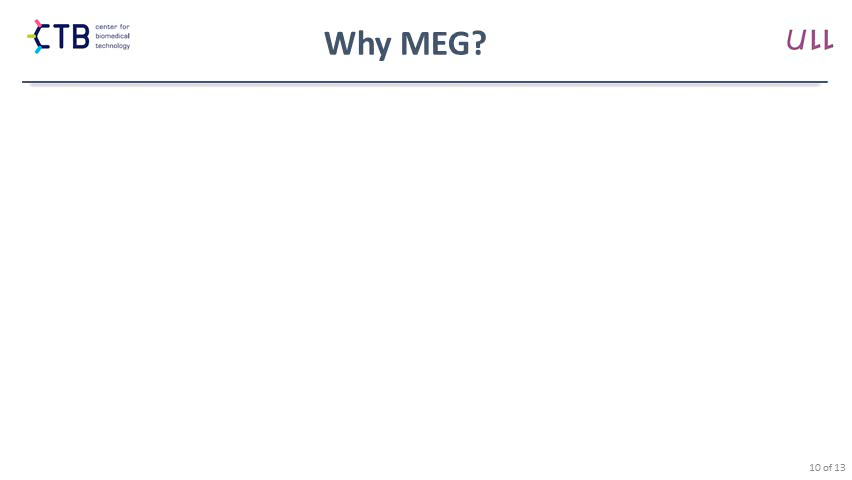 CTB
center for
biomedical
technology
Why MEG?
ULL
10 of 13